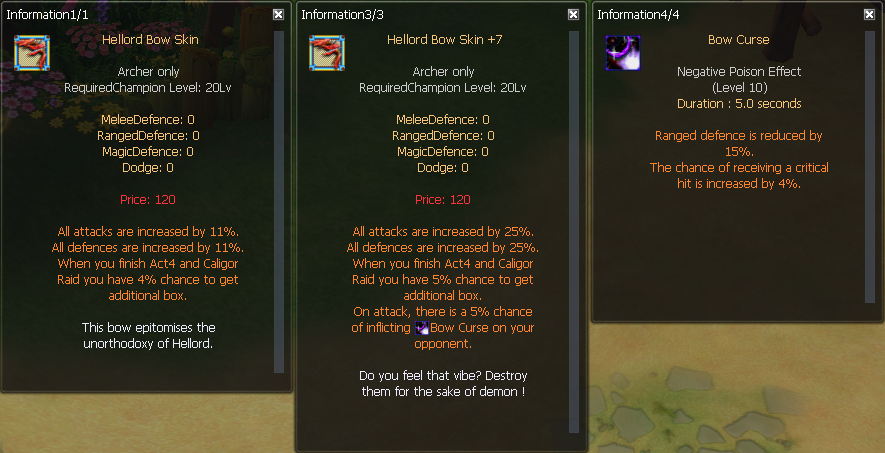 Information1/1
Hellord Bow Skin
Archer only
RequiredChampion Level: 20Lv
MeleeDefence: 0
RangedDefence: 0
MagicDefence: 0
Dodge: 0
Price: 120
All attacks are increased by 11%.
All defences are increased by 11%.
When you finish Act4 and Caligor
Raid you have 4% chance to get
additional box.
This bow epitomises the
unorthodoxy of Hellord.
Information3/3
Hellord Bow Skin +7
Archer only
RequiredChampion Level: 20Lv
MeleeDefence: 0
RangedDefence: 0
MagicDefence: 0
Dodge: 0
Price: 120
All attacks are increased by 25%.
All defences are increased by 25%.
When you finish Act4 and Caligor
Raid you have 5% chance to get
additional box.
On attack, there is a 5% chance
of inflicting Bow Curse on your
opponent.
Do you feel that vibe? Destroy
them for the sake of demon !
Information4/4
Bow Curse
Negative Poison Effect
(Level 10)
Duration : 5.0 seconds
Ranged defence is reduced by
15%.
The chance of receiving a critical
hit is increased by 4%.